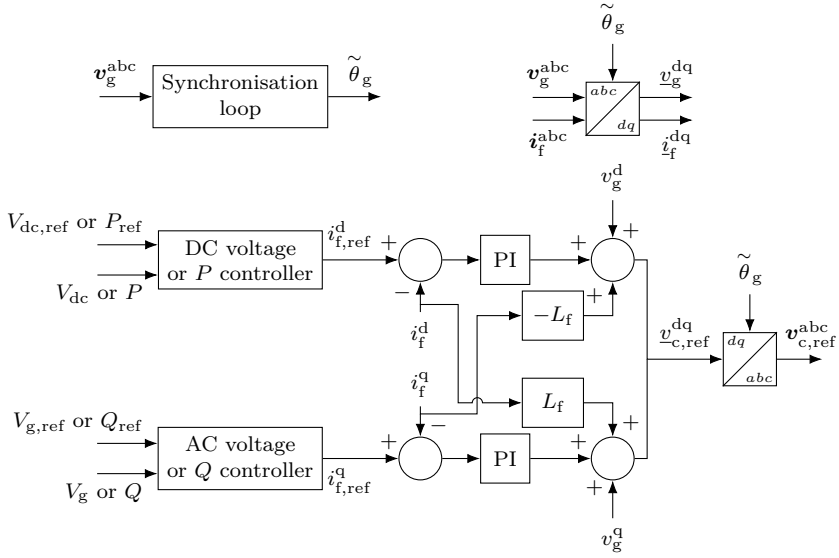 θ̃_g
v_g^abc
Synchronisation
loop
θ̃_g
v_g^abc
i_f^abc
abc
dq
v_g^dq
i_f^dq
v_g^d
V_dc,ref or P_ref
V_dc or P
DC voltage
or P controller
i_f,ref^d
+
−
PI
+
+
+
−L_f
i_f^d
θ̃_g
v_c,ref^dq
dq
abc
v_c,ref^abc
i_f^q
L_f
V_g,ref or Q_ref
V_g or Q
AC voltage
or Q controller
i_f,ref^q
+
−
PI
+
+
+
v_g^q